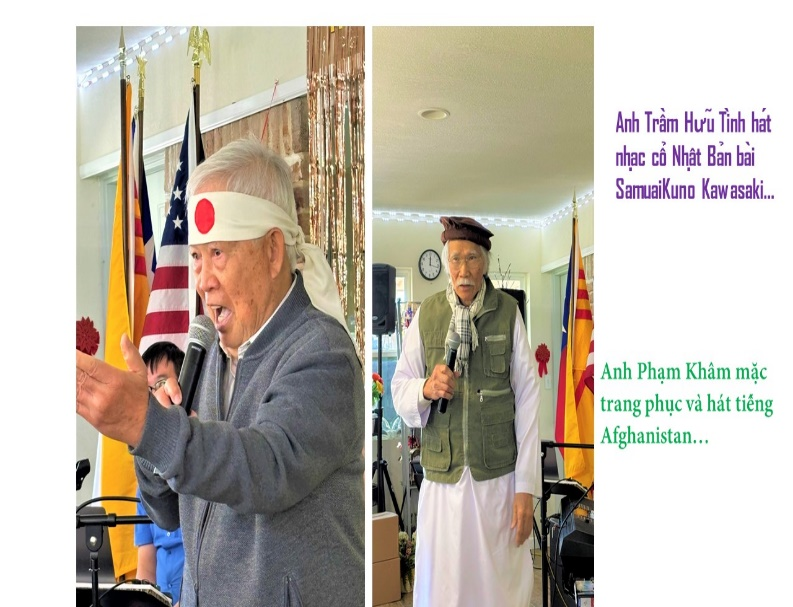 Anh Trầm Hưũ Tình hát
nhạc cổ Nhật Bản bài
SamuaiKuno Kawasaki...
Anh Phạm Khâm mặc
trang phục và hát tiếng
Afghanistan...